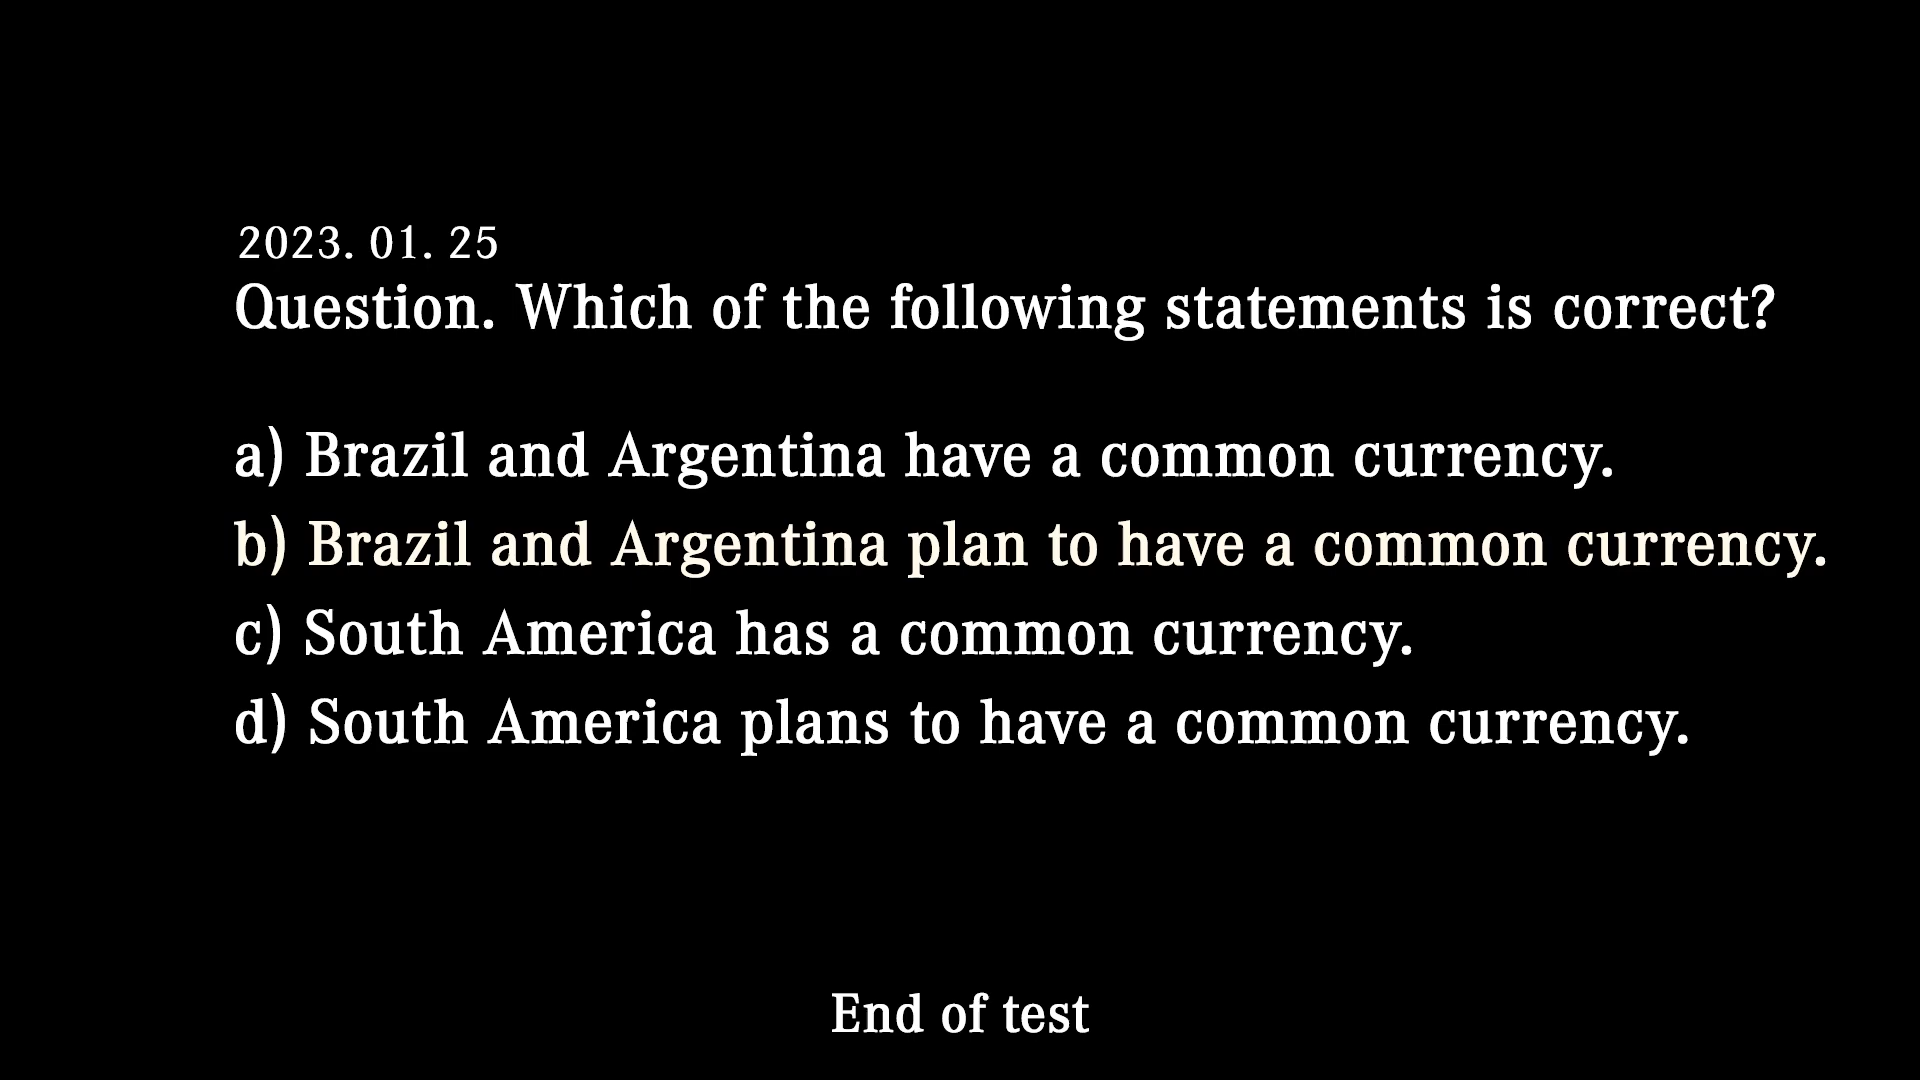 2023. 01. 25
Question. Which of the following statements is correct?
a) Brazil and Argentina have a common currency.
b) Brazil and Argentina plan to have a common currency.
c) South America has a common currency.
d) South America plans to have a common currency.
End of test